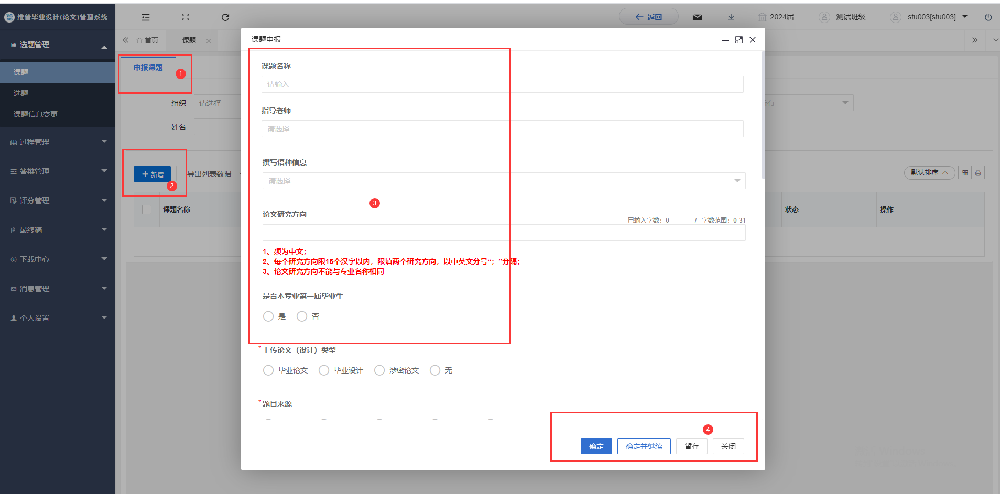 维普毕业设计(论文)管理系统
返回
2024届
测试班级
stu003[stu003]
选题管理
课题
选题
课题信息变更
过程管理
答辩管理
评分管理
最终稿
下载中心
消息管理
个人设置
首页
课题
申报课题
1
组织
请选择
所有
姓名
新增
2
导出列表数据
默认排序
课题名称
状态
操作
课题申报
课题名称
请输入
指导老师
请选择
撰写语种信息
请选择
3
论文研究方向
已输入字数：0 / 字数范围：0-31
1、须为中文；
2、每个研究方向限15个汉字以内，限填两个研究方向，以中英文分号“；”分隔；
3、论文研究方向不能与专业名称相同
是否本专业第一届毕业生
是
否
*上传论文（设计）类型
毕业论文
毕业设计
涉密论文
无
*题目来源
4
确定
确定并继续
暂存
关闭